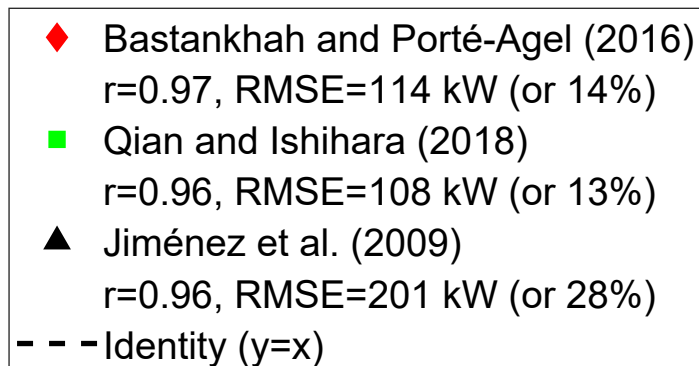 Bastankhah and Porté-Agel (2016)
r=0.97, RMSE=114 kW (or 14%)
Qian and Ishihara (2018)
r=0.96, RMSE=108 kW (or 13%)
Jiménez et al. (2009)
r=0.96, RMSE=201 kW (or 28%)
Identity (y=x)